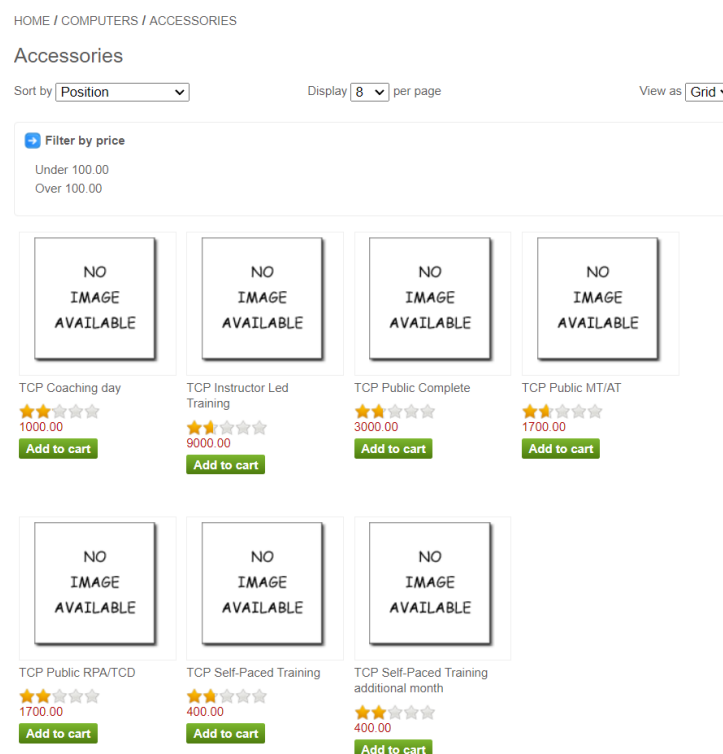 HOME / COMPUTERS / ACCESSORIES
Accessories
Sort by Position
Display 8 per page
View as Grid
Filter by price
Under 100.00
Over 100.00
NO
IMAGE
AVAILABLE
NO
IMAGE
AVAILABLE
NO
IMAGE
AVAILABLE
NO
IMAGE
AVAILABLE
TCP Coaching day
1000.00
Add to cart
TCP Instructor Led
Training
9000.00
Add to cart
TCP Public Complete
3000.00
Add to cart
TCP Public MT/AT
1700.00
Add to cart
NO
IMAGE
AVAILABLE
NO
IMAGE
AVAILABLE
NO
IMAGE
AVAILABLE
TCP Public RPA/TCD
1700.00
Add to cart
TCP Self-Paced Training
400.00
Add to cart
TCP Self-Paced Training
additional month
400.00
Add to cart